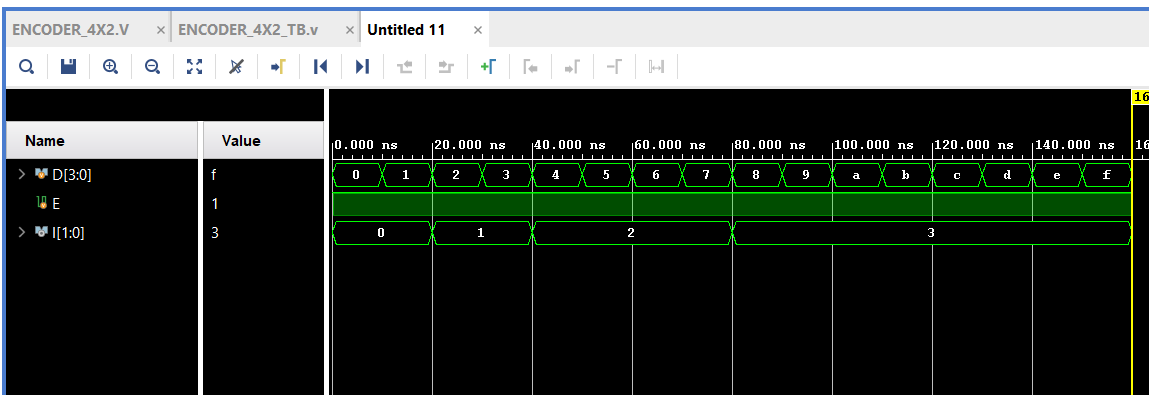 ENCODER_4X2.V × ENCODER_4X2_TB.v × Untitled 11 ×
16
Name Value
0.000 ns 20.000 ns 40.000 ns 60.000 ns 80.000 ns 100.000 ns 120.000 ns 140.000 ns 16
D[3:0] f 0 1 2 3 4 5 6 7 8 9 a b c d e f
E 1
I[1:0] 3 0 1 2 3